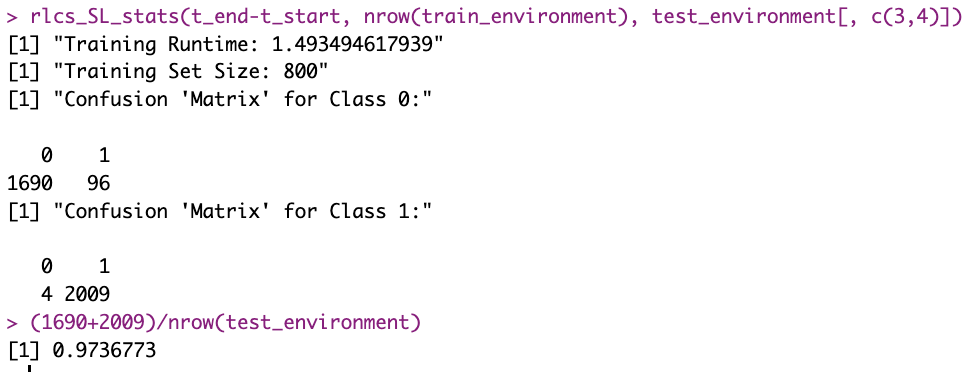 > rlcs_SL_stats(t_end-t_start, nrow(train_environment), test_environment[, c(3,4)])
[1] "Training Runtime: 1.493494617939"
[1] "Training Set Size: 800"
[1] "Confusion 'Matrix' for Class 0:"
0 1
1690 96
[1] "Confusion 'Matrix' for Class 1:"
0 1
4 2009
> (1690+2009)/nrow(test_environment)
[1] 0.9736773